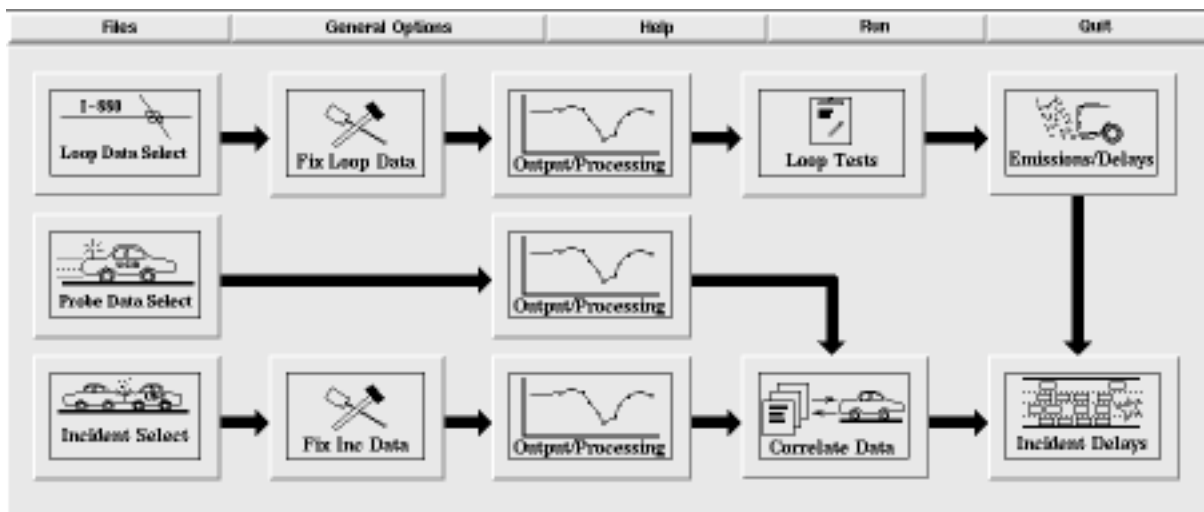 Files General Options Help Run Quit
I-880
Loop Data Select
Fix Loop Data
Output/Processing
Loop Tests
Emissions/Delays
Probe Data Select
Output/Processing
Incident Select
Fix Inc Data
Output/Processing
Correlate Data
Incident Delays